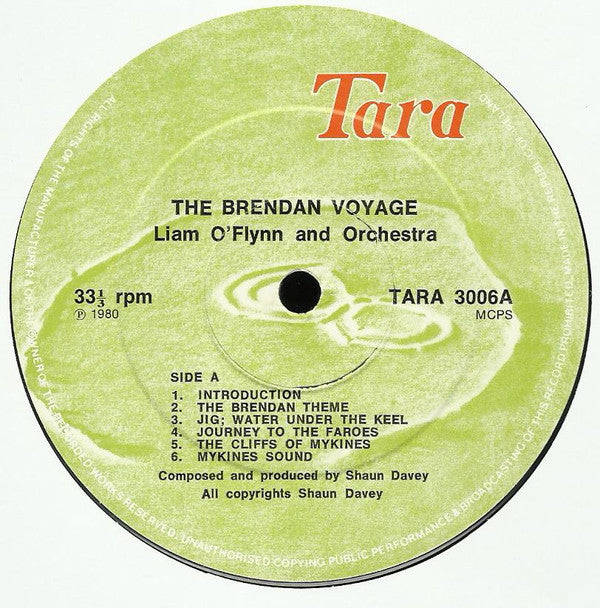 Tara
THE BRENDAN VOYAGE
Liam O'Flynn and Orchestra
33⅓ rpm
℗ 1980
TARA 3006A
MCPS
SIDE A
1. INTRODUCTION
2. THE BRENDAN THEME
3. JIG; WATER UNDER THE KEEL
4. JOURNEY TO THE FAROES
5. THE CLIFFS OF MYKINES
6. MYKINES SOUND
Composed and produced by Shaun Davey
All copyrights Shaun Davey
ALL RIGHTS OF THE MANUFACTURER & OF THE OWNER OF THE RECORDED WORKS RESERVED. UNAUTHORISED COPYING PUBLIC PERFORMANCE & BROADCASTING OF THIS RECORD PROHIBITED. MADE IN THE REPUBLIC OF IRELAND